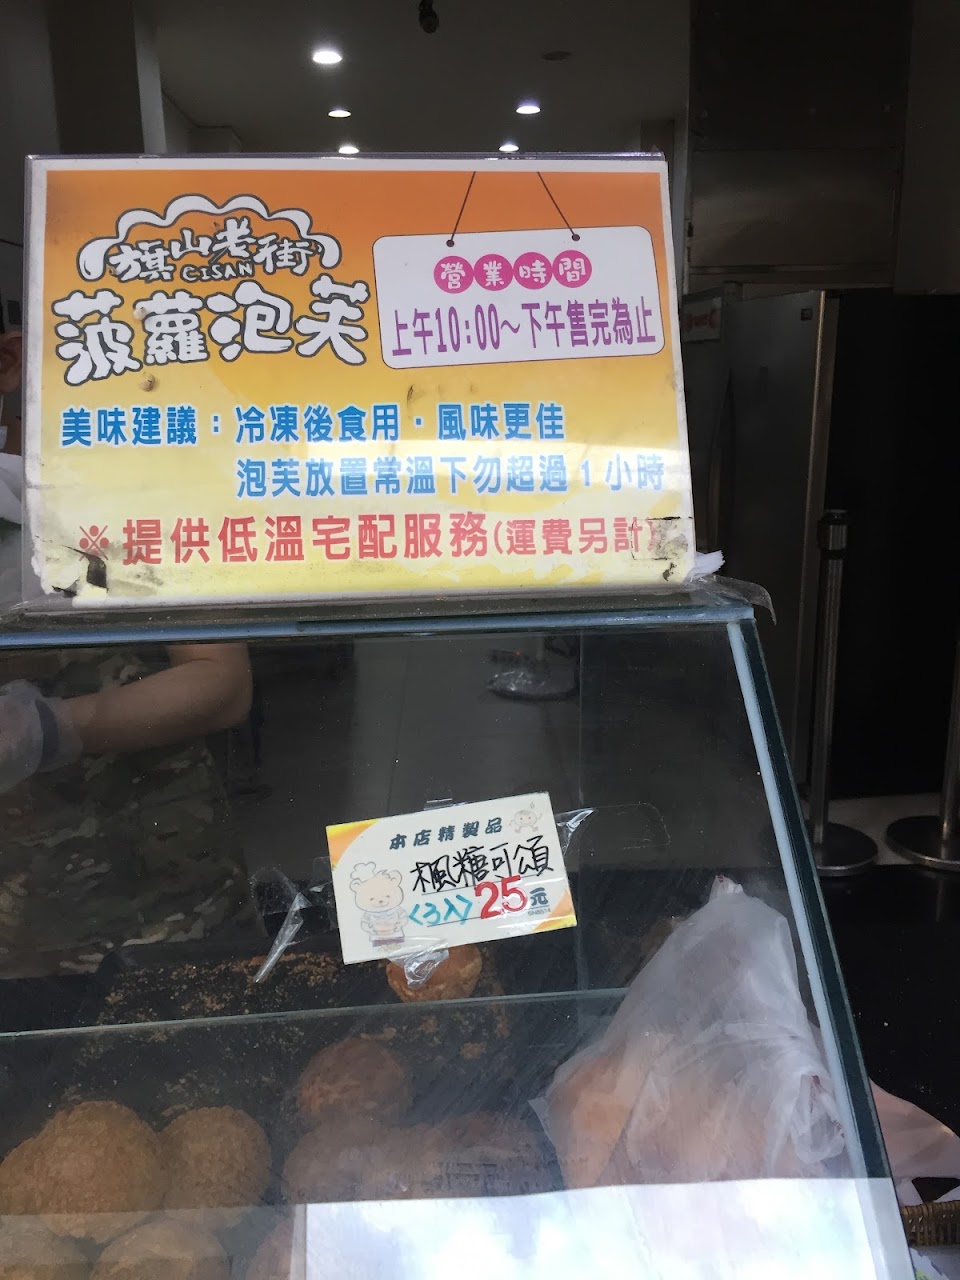 旗山老街
CISAN
菠蘿泡芙
營業時間
上午10:00～下午售完為止
美味建議：冷凍後食用．風味更佳
泡芙放置常溫下勿超過1小時
※提供低溫宅配服務(運費另計)
本店精製品
楓糖可頌
<3入>25元